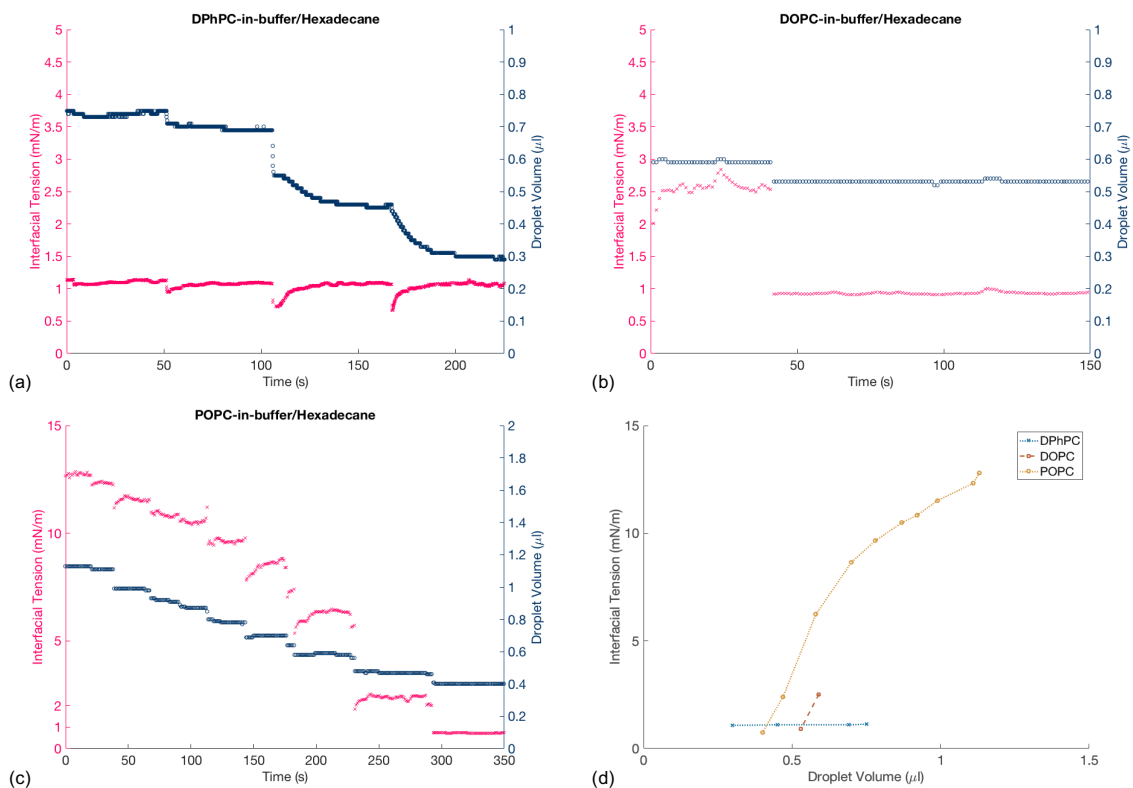 DPhPC-in-buffer/Hexadecane
5
4.5
4
3.5
3
2.5
2
1.5
1
0.5
0
Interfacial Tension (mN/m)
1
0.9
0.8
0.7
0.6
0.5
0.4
0.3
0.2
0.1
0
Droplet Volume (μl)
0 50 100 150 200
Time (s)
(a)
DOPC-in-buffer/Hexadecane
5
4.5
4
3.5
3
2.5
2
1.5
1
0.5
0
Interfacial Tension (mN/m)
1
0.9
0.8
0.7
0.6
0.5
0.4
0.3
0.2
0.1
0
Droplet Volume (μl)
0 50 100 150
Time (s)
(b)
POPC-in-buffer/Hexadecane
15
10
5
2
1
0
Interfacial Tension (mN/m)
2
1.8
1.6
1.4
1.2
1
0.8
0.6
0.4
0.2
0
Droplet Volume (μl)
0 50 100 150 200 250 300 350
Time (s)
(c)
15
10
5
0
Interfacial Tension (mN/m)
DPhPC
DOPC
POPC
0.5 1 1.5
Droplet Volume (μl)
(d)